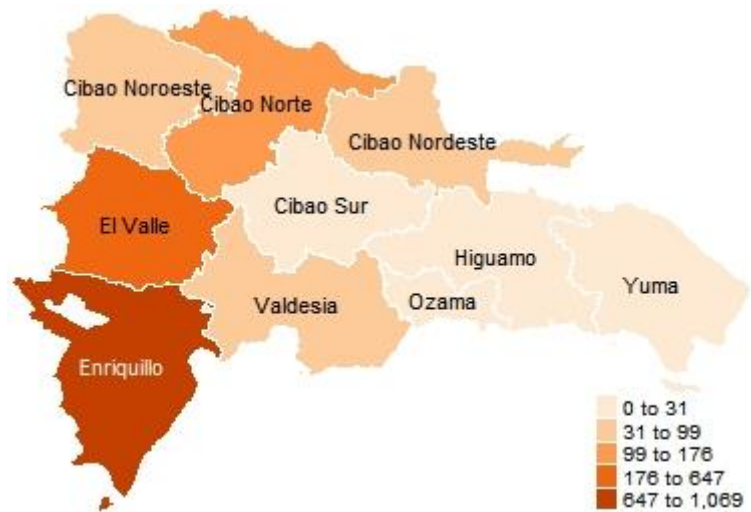 Cibao Noroeste
Cibao Norte
Cibao Nordeste
El Valle
Cibao Sur
Higuamo
Yuma
Valdesia
Ozama
Enriquillo
0 to 31
31 to 99
99 to 176
176 to 647
647 to 1,069